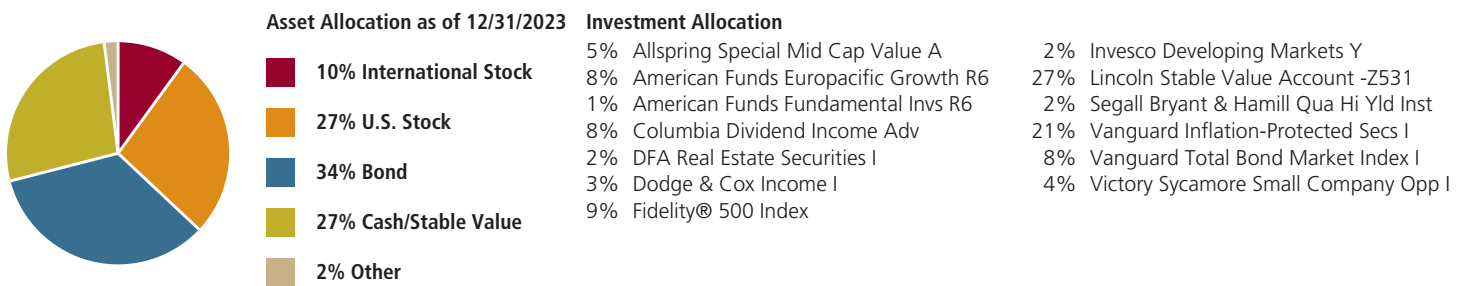 Asset Allocation as of 12/31/2023
10% International Stock
27% U.S. Stock
34% Bond
27% Cash/Stable Value
2% Other
Investment Allocation
5% Allspring Special Mid Cap Value A
8% American Funds Europacific Growth R6
1% American Funds Fundamental Invs R6
8% Columbia Dividend Income Adv
2% DFA Real Estate Securities I
3% Dodge & Cox Income I
9% Fidelity® 500 Index
2% Invesco Developing Markets Y
27% Lincoln Stable Value Account -Z531
2% Segall Bryant & Hamill Qua Hi Yld Inst
21% Vanguard Inflation-Protected Secs I
8% Vanguard Total Bond Market Index I
4% Victory Sycamore Small Company Opp I